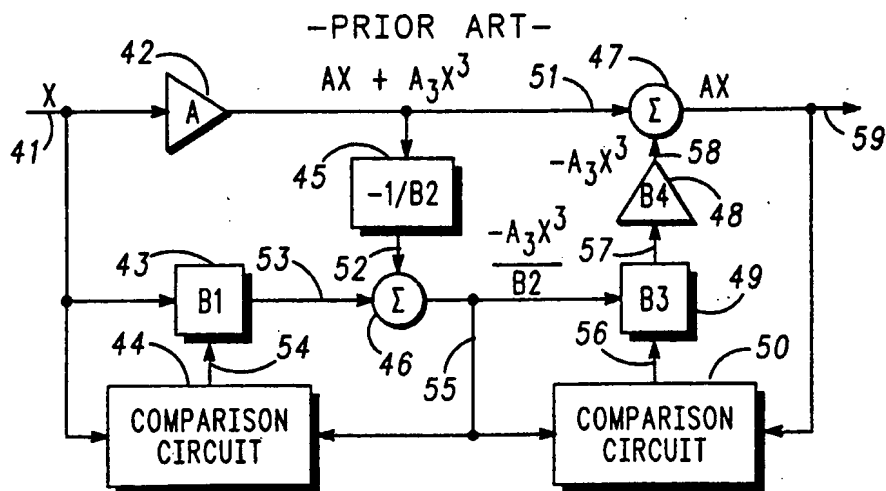 -PRIOR ART-
42
AX + A₃X³
51
47
AX
X
A
Σ
41
45
-1/B2
-A₃X³
58
59
B4
48
43
53
52
-A₃X³
B2
57
B1
Σ
B3
49
44
54
46
55
56
50
COMPARISON
CIRCUIT
COMPARISON
CIRCUIT